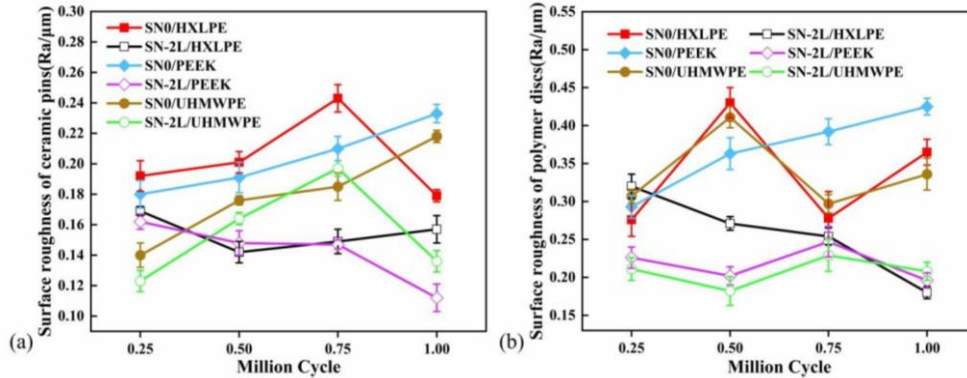 Surface roughness of ceramic pins(Ra/μm)
0.30
0.28
0.26
0.24
0.22
0.20
0.18
0.16
0.14
0.12
0.10
SN0/HXLPE
SN-2L/HXLPE
SN0/PEEK
SN-2L/PEEK
SN0/UHMWPE
SN-2L/UHMWPE
0.25 0.50 0.75 1.00
Million Cycle
(a)
Surface roughness of polymer discs(Ra/μm)
0.55
0.50
0.45
0.40
0.35
0.30
0.25
0.20
0.15
SN0/HXLPE SN-2L/HXLPE
SN0/PEEK SN-2L/PEEK
SN0/UHMWPE SN-2L/UHMWPE
0.25 0.50 0.75 1.00
Million Cycle
(b)